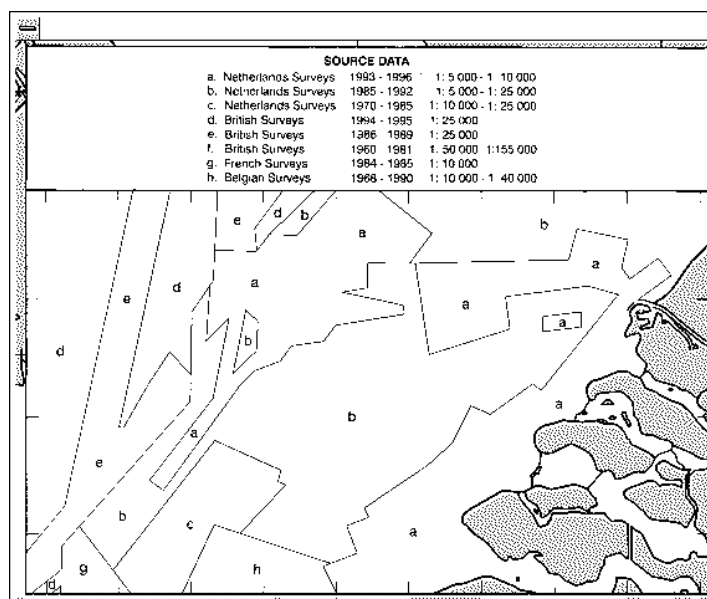 SOURCE DATA
a. Netherlands Surveys 1993 - 1996 1: 5 000 - 1: 10 000
b. Netherlands Surveys 1985 - 1992 1: 5 000 - 1: 25 000
c. Netherlands Surveys 1970 - 1985 1: 10 000 - 1: 25 000
d. British Surveys 1994 - 1995 1: 25 000
e. British Surveys 1986 1989 1: 25 000
f. British Surveys 1960 1981 1: 50 000 1:155 000
g. French Surveys 1984 - 1985 1: 10 000
h. Belgian Surveys 1968 - 1990 1: 10 000 - 1: 40 000
e d b a b
a
e d a a
a
d b
a
a b
e
b c a
g h
d